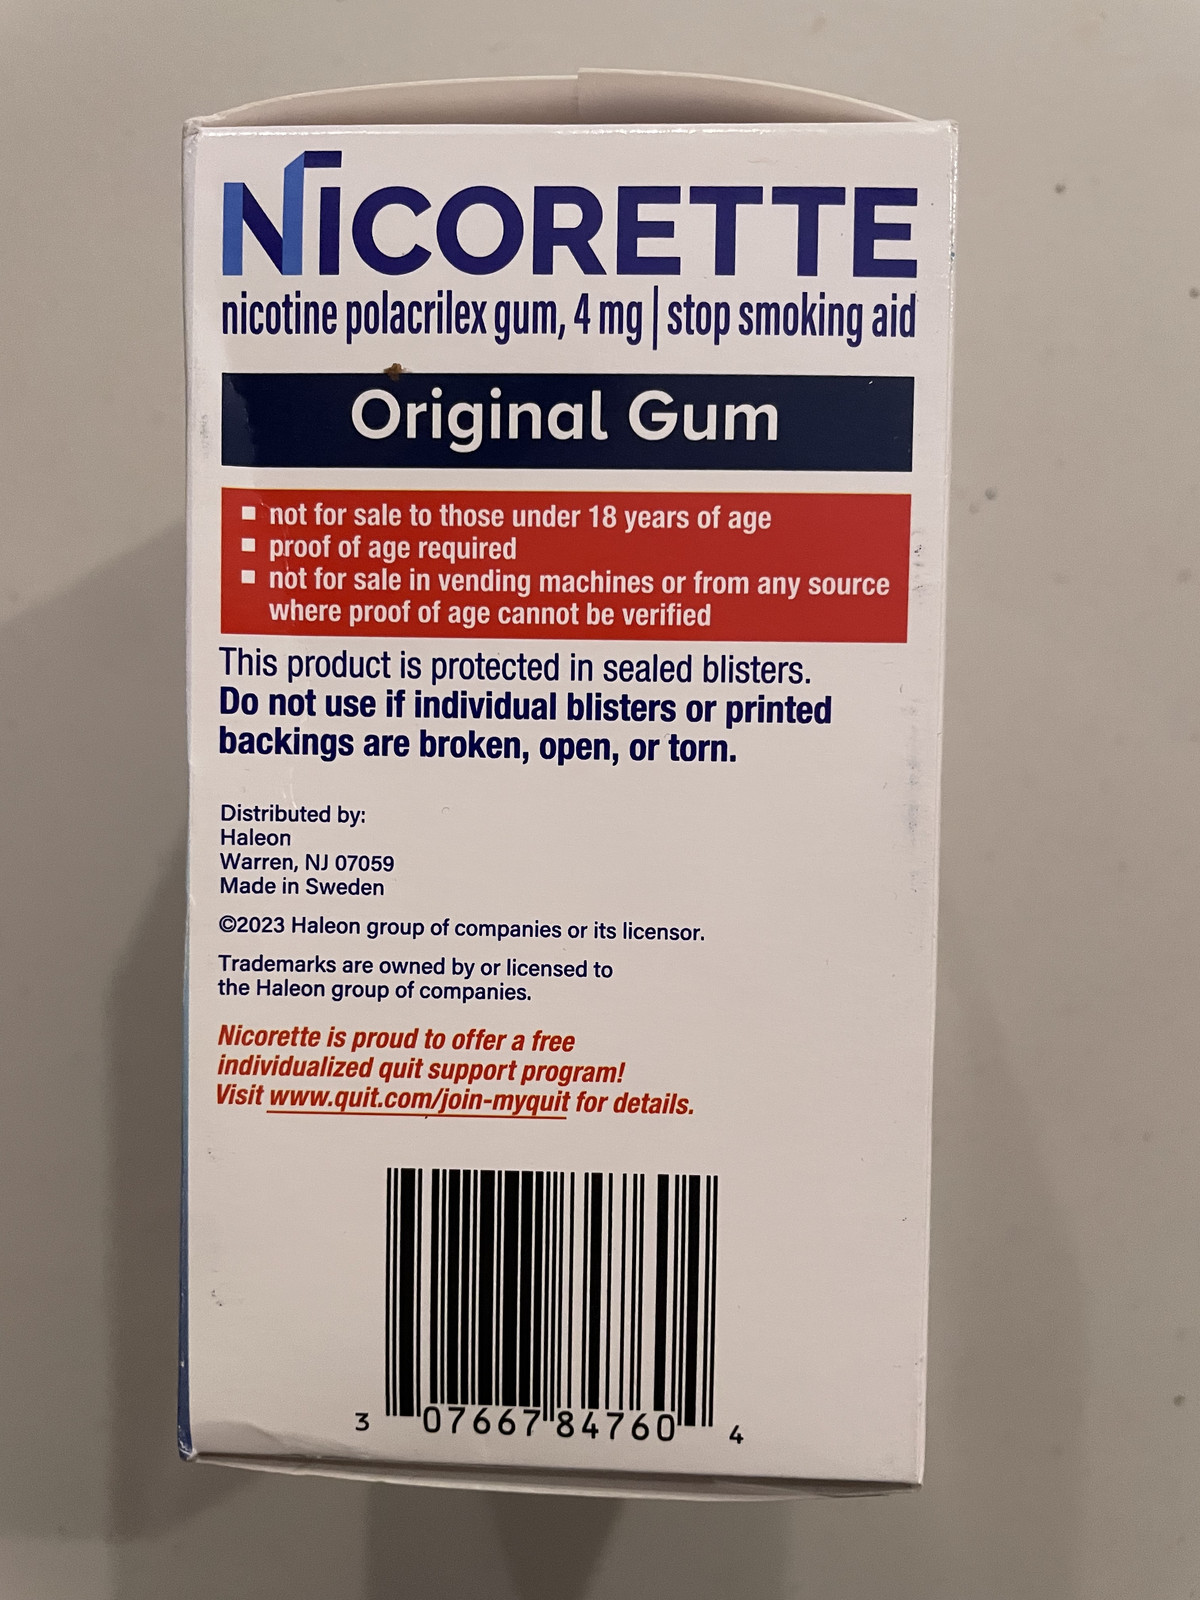 NICORETTE
nicotine polacrilex gum, 4 mg | stop smoking aid
Original Gum
▪ not for sale to those under 18 years of age
▪ proof of age required
▪ not for sale in vending machines or from any source
where proof of age cannot be verified
This product is protected in sealed blisters.
Do not use if individual blisters or printed
backings are broken, open, or torn.
Distributed by:
Haleon
Warren, NJ 07059
Made in Sweden
©2023 Haleon group of companies or its licensor.
Trademarks are owned by or licensed to
the Haleon group of companies.
Nicorette is proud to offer a free
individualized quit support program!
Visit www.quit.com/join-myquit for details.
3 07667 84760 4